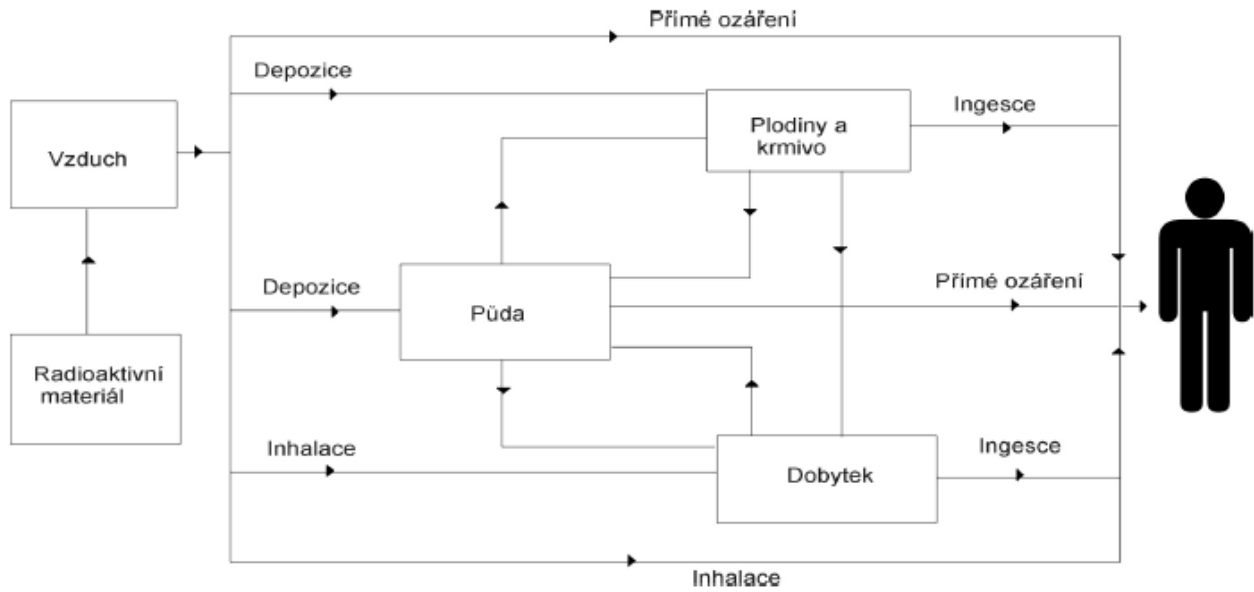 Přímé ozáření
Depozice
Plodiny a
krmivo
Ingesce
Vzduch
Depozice
Půda
Přímé ozáření
Radioaktivní
materiál
Inhalace
Dobytek
Ingesce
Inhalace